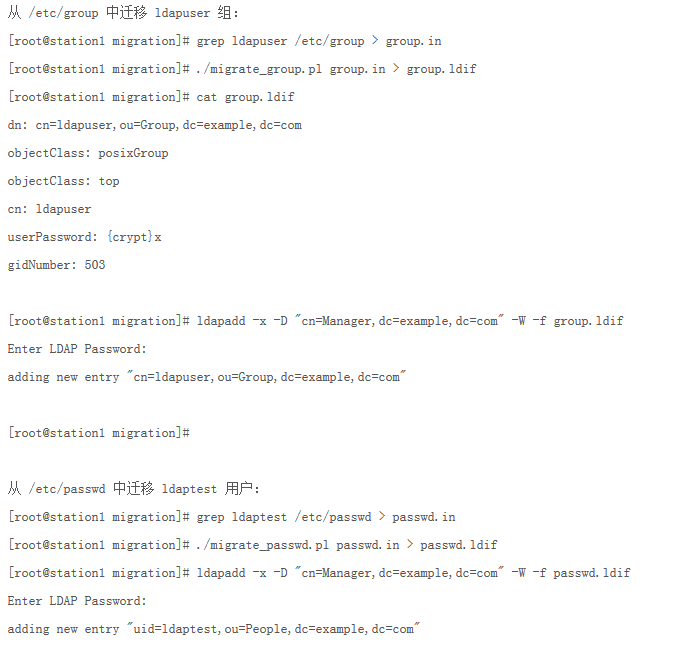 从 /etc/group 中迁移 ldapuser 组:
[root@station1 migration]# grep ldapuser /etc/group > group.in
[root@station1 migration]# ./migrate_group.pl group.in > group.ldif
[root@station1 migration]# cat group.ldif
dn: cn=ldapuser,ou=Group,dc=example,dc=com
objectClass: posixGroup
objectClass: top
cn: ldapuser
userPassword: {crypt}x
gidNumber: 503
[root@station1 migration]# ldapadd -x -D "cn=Manager,dc=example,dc=com" -W -f group.ldif
Enter LDAP Password:
adding new entry "cn=ldapuser,ou=Group,dc=example,dc=com"
[root@station1 migration]#
从 /etc/passwd 中迁移 ldaptest 用户:
[root@station1 migration]# grep ldaptest /etc/passwd > passwd.in
[root@station1 migration]# ./migrate_passwd.pl passwd.in > passwd.ldif
[root@station1 migration]# ldapadd -x -D "cn=Manager,dc=example,dc=com" -W -f passwd.ldif
Enter LDAP Password:
adding new entry "uid=ldaptest,ou=People,dc=example,dc=com"